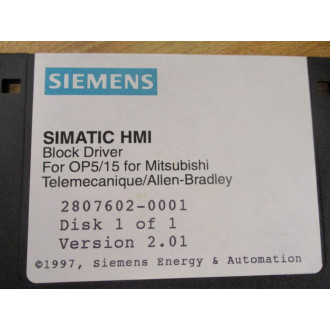 SIEMENS
SIMATIC HMI
Block Driver
For OP5/15 for Mitsubishi
Telemecanique/Allen-Bradley
2807602-0001
Disk 1 of 1
Version 2.01
©1997, Siemens Energy & Automation